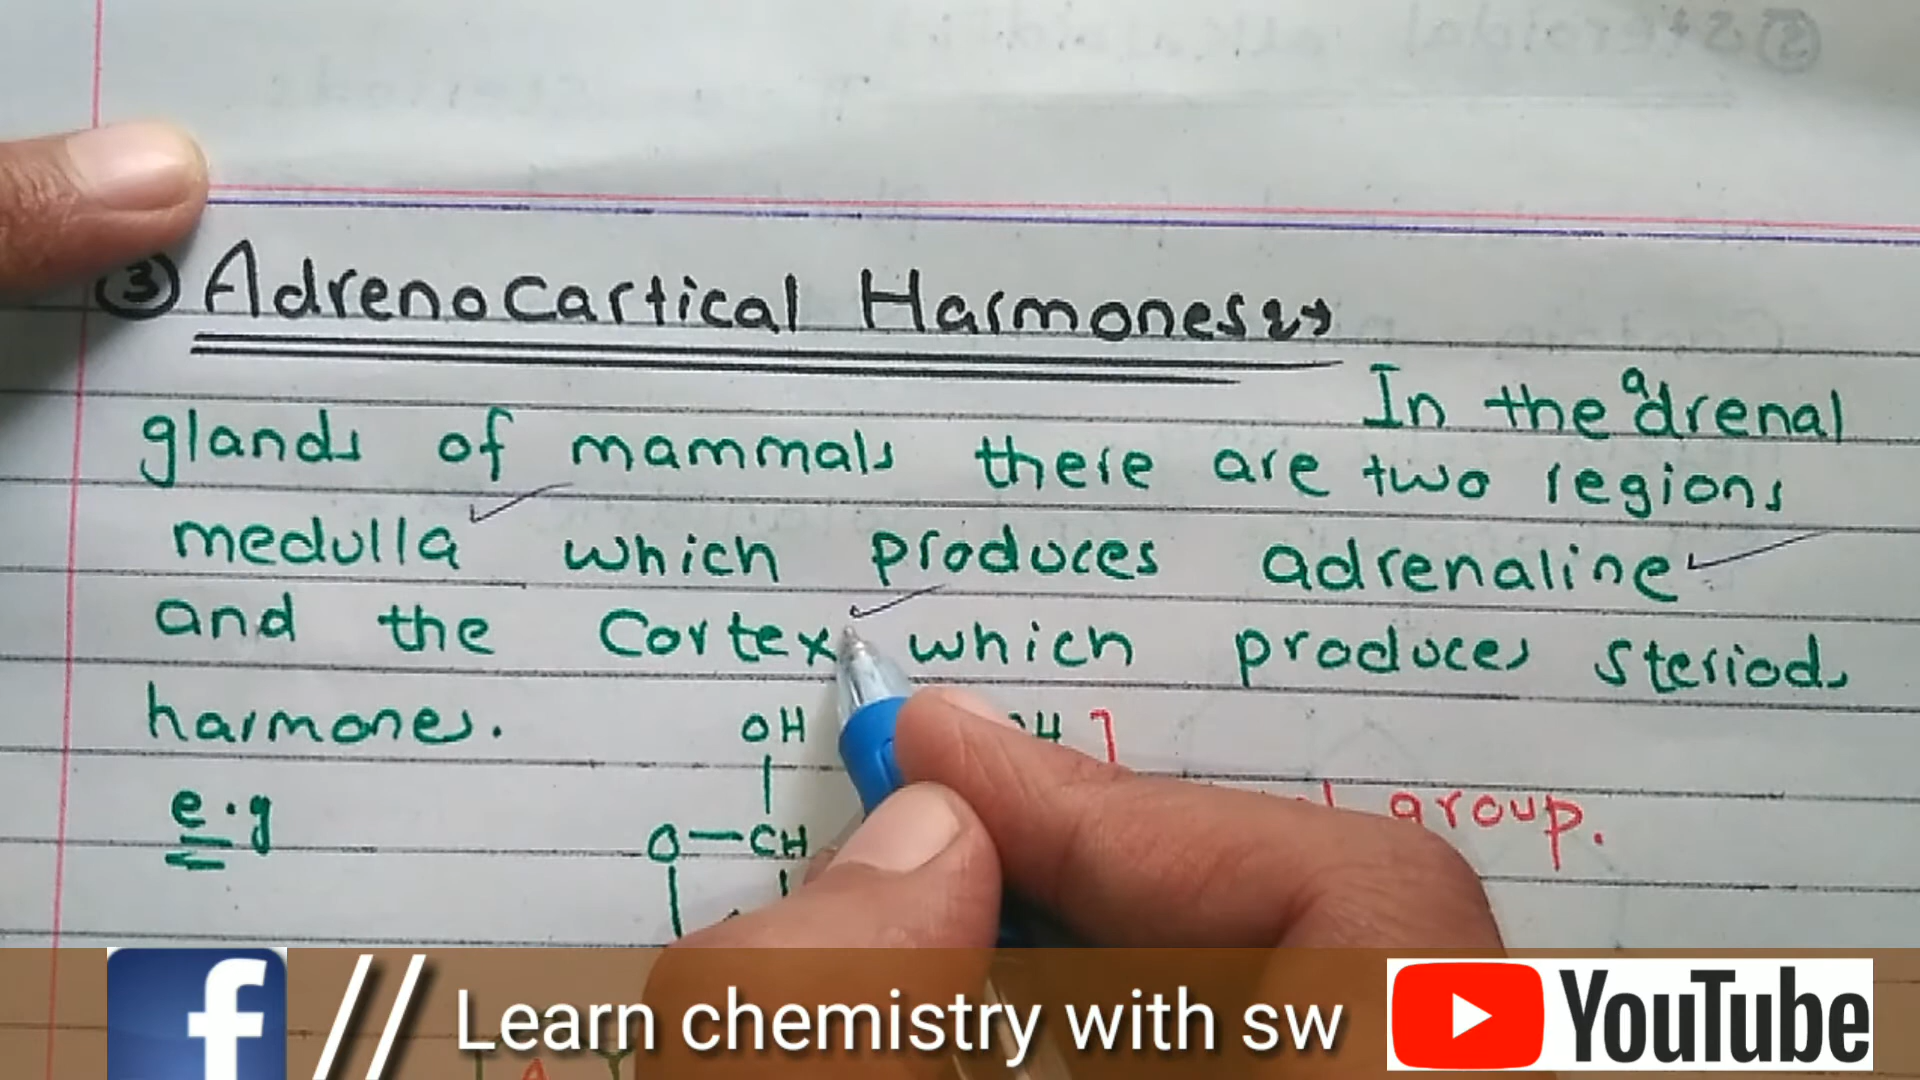 ③ AdrenoCartical Harmones
In the adrenal
glands of mammals there are two regions
medulla which produces adrenaline
and the Cortex which produces steriods
harmones.
OH
e.g
group.
O-CH
// Learn chemistry with sw YouTube